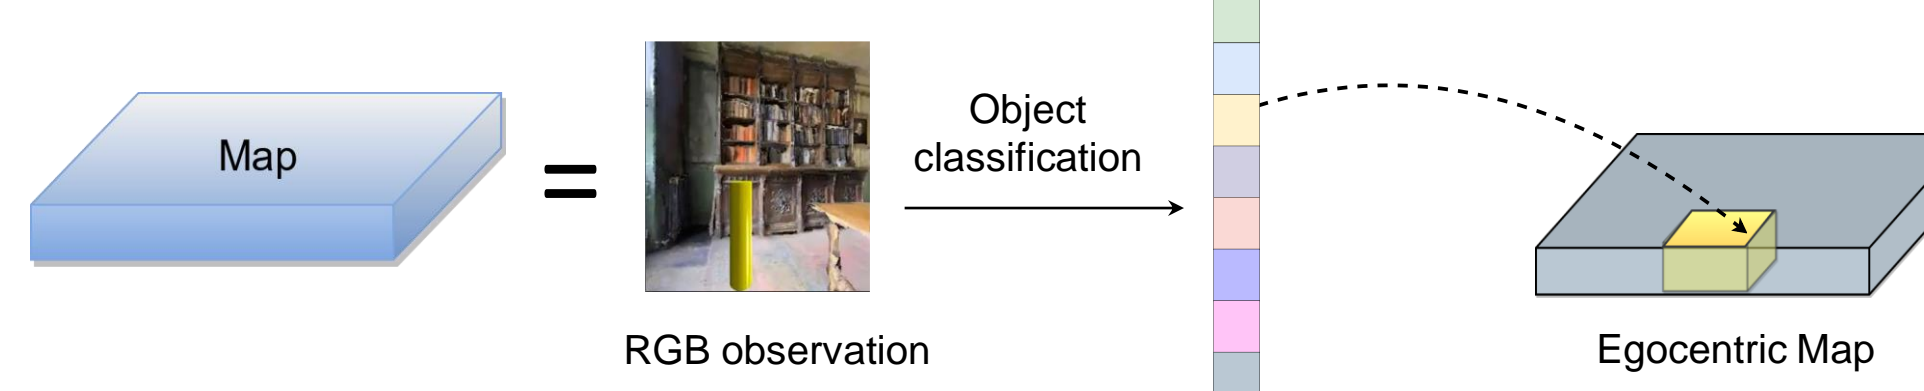 Map
=
RGB observation
Object
classification
Egocentric Map